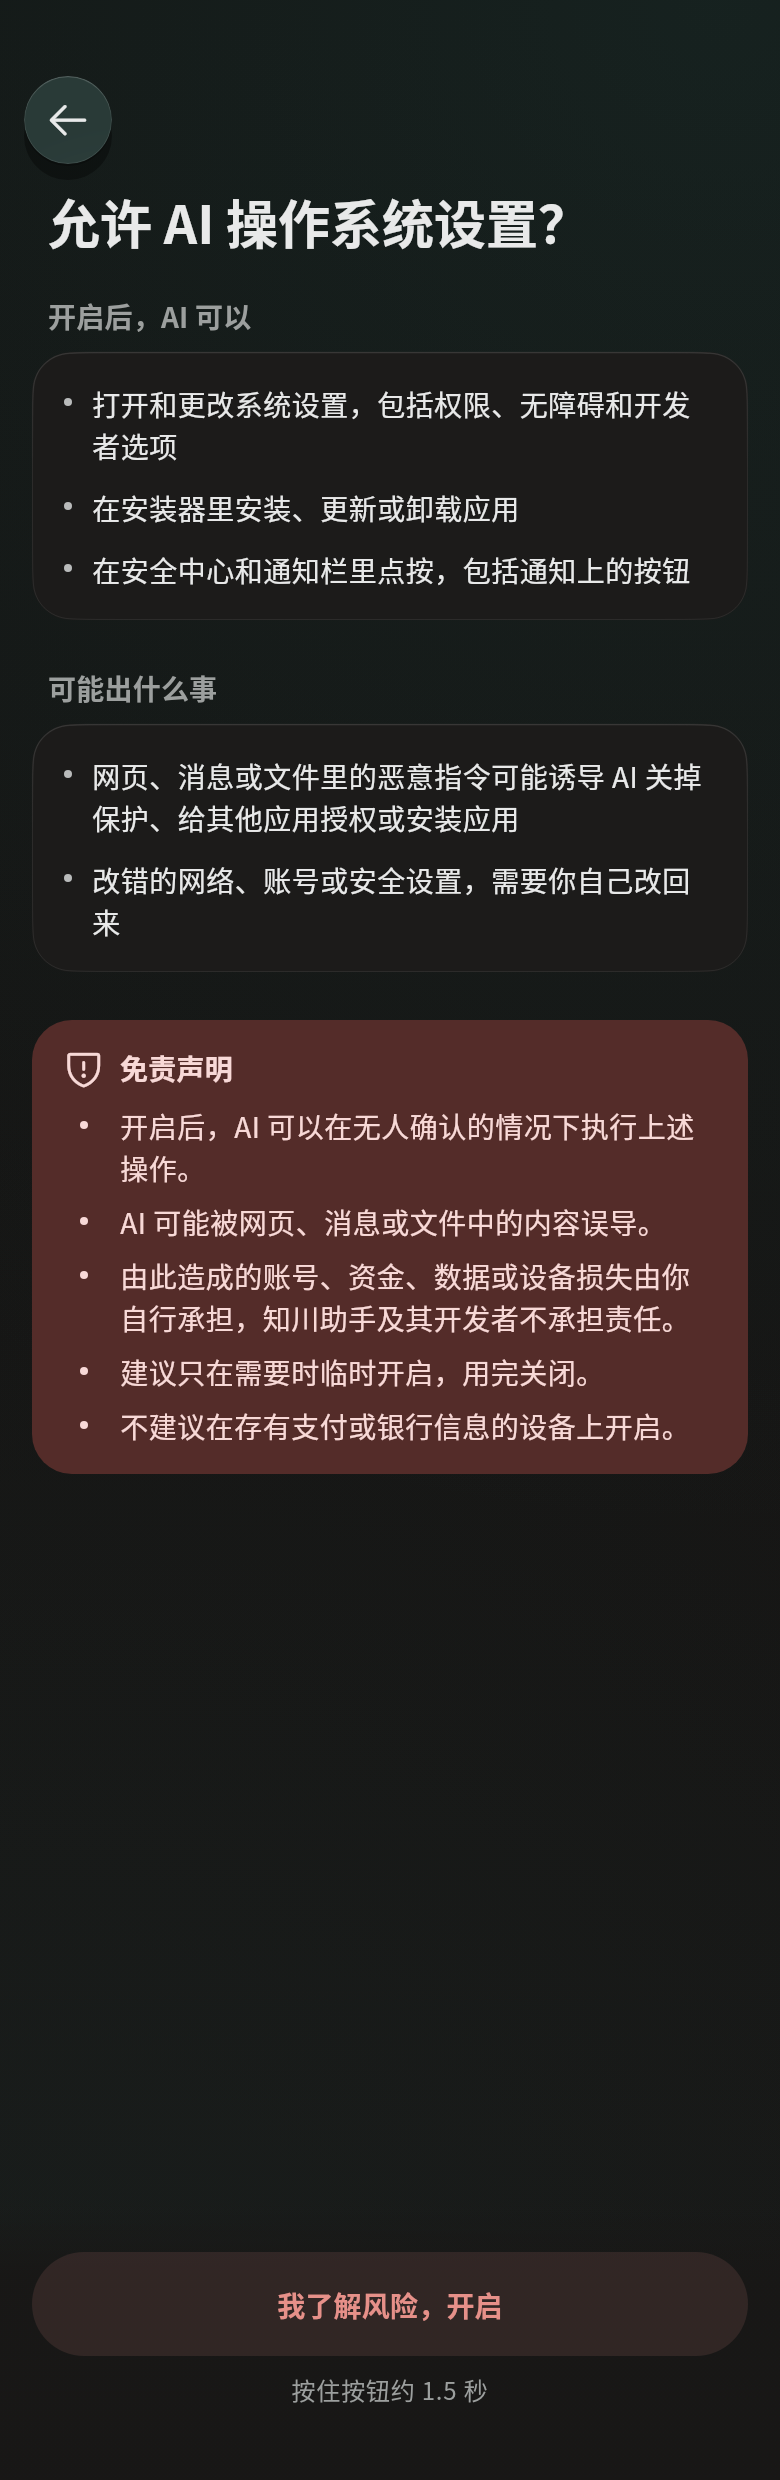 允许 AI 操作系统设置？
开启后，AI 可以
打开和更改系统设置，包括权限、无障碍和开发
者选项
在安装器里安装、更新或卸载应用
在安全中心和通知栏里点按，包括通知上的按钮
可能出什么事
网页、消息或文件里的恶意指令可能诱导 AI 关掉
保护、给其他应用授权或安装应用
改错的网络、账号或安全设置，需要你自己改回
来
免责声明
开启后，AI 可以在无人确认的情况下执行上述
操作。
AI 可能被网页、消息或文件中的内容误导。
由此造成的账号、资金、数据或设备损失由你
自行承担，知川助手及其开发者不承担责任。
建议只在需要时临时开启，用完关闭。
不建议在存有支付或银行信息的设备上开启。
我了解风险，开启
按住按钮约 1.5 秒